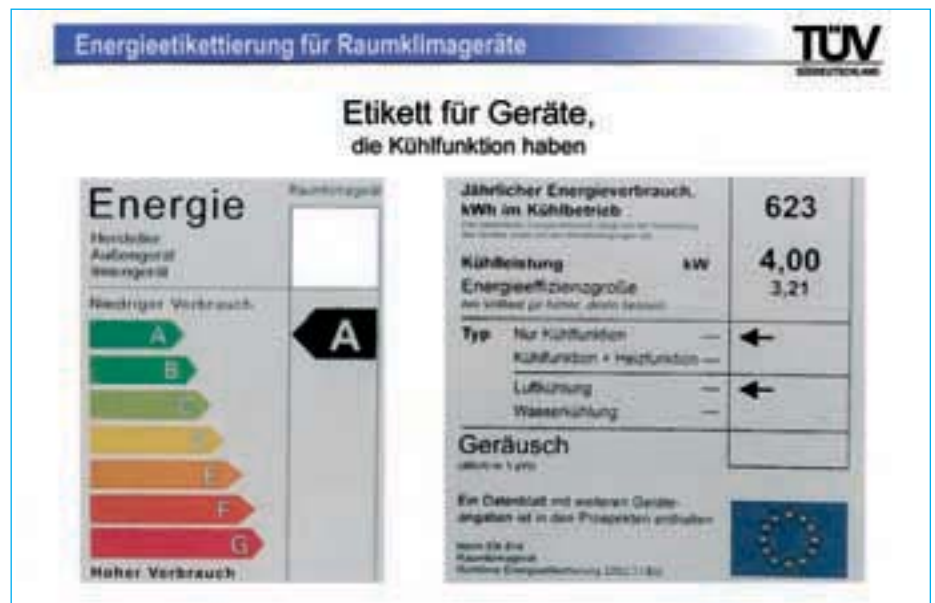 Energieetikettierung für Raumklimageräte
TÜV
SÜDDEUTSCHLAND
Etikett für Geräte,
die Kühlfunktion haben
Energie
Raumklimagerät
Hersteller
Außengerät
Innengerät
Niedriger Verbrauch
A
A
B
C
D
E
F
G
Hoher Verbrauch
Jährlicher Energieverbrauch,
kWh im Kühlbetrieb
623
Kühlleistung kW 4,00
Energieeffizienzgröße 3,21
Typ Nur Kühlfunktion —
Kühlfunktion + Heizfunktion —
Luftkühlung —
Wasserkühlung —
Geräusch
Ein Datenblatt mit weiteren Geräte-
angaben ist in den Prospekten enthalten
Raumklimagerät